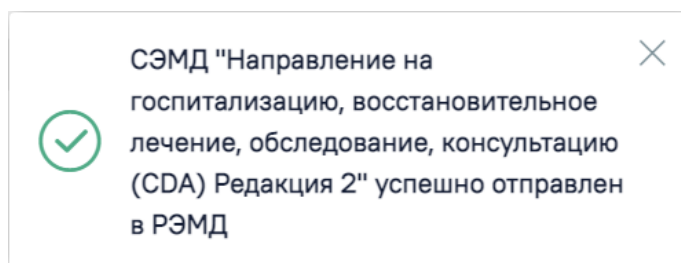 СЭМД "Направление на
госпитализацию, восстановительное
лечение, обследование, консультацию
(CDA) Редакция 2" успешно отправлен
в РЭМД